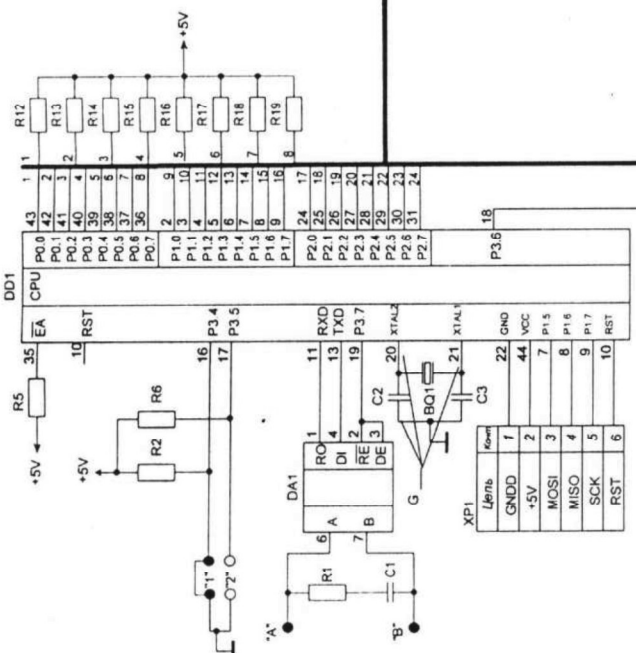 DD1
CPU
EA
35
RST
10
P3.4
16
P3.5
17
RXD
11
TXD
13
P3.7
19
XTAL2
20
XTAL1
21
GND
22
VCC
44
P1.5
7
P1.6
8
P1.7
9
RST
10
P0.0 43 1
P0.1 42 2
P0.2 41 3
P0.3 40 4
P0.4 39 5
P0.5 38 6
P0.6 37 7
P0.7 36 8
P1.0 2 9
P1.1 3 10
P1.2 4 11
P1.3 5 12
P1.4 6 13
P1.5 7 14
P1.6 8 15
P1.7 9 16
P2.0 24 17
P2.1 25 18
P2.2 26 19
P2.3 27 20
P2.4 28 21
P2.5 29 22
P2.6 30 23
P2.7 31 24
P3.6 18
1 R12
2 R13
3 R14
4 R15
5 R16
6 R17
7 R18
8 R19
+5V
+5V
R5
+5V
R2
R6
"1"
"2"
DA1
RO 1
DI 4
RE 2
DE 3
6 A
7 B
R1
C1
"A"
"B"
C2
BQ1
C3
G
XP1
Цепь Конт
GNDD 1
+5V 2
MOSI 3
MISO 4
SCK 5
RST 6